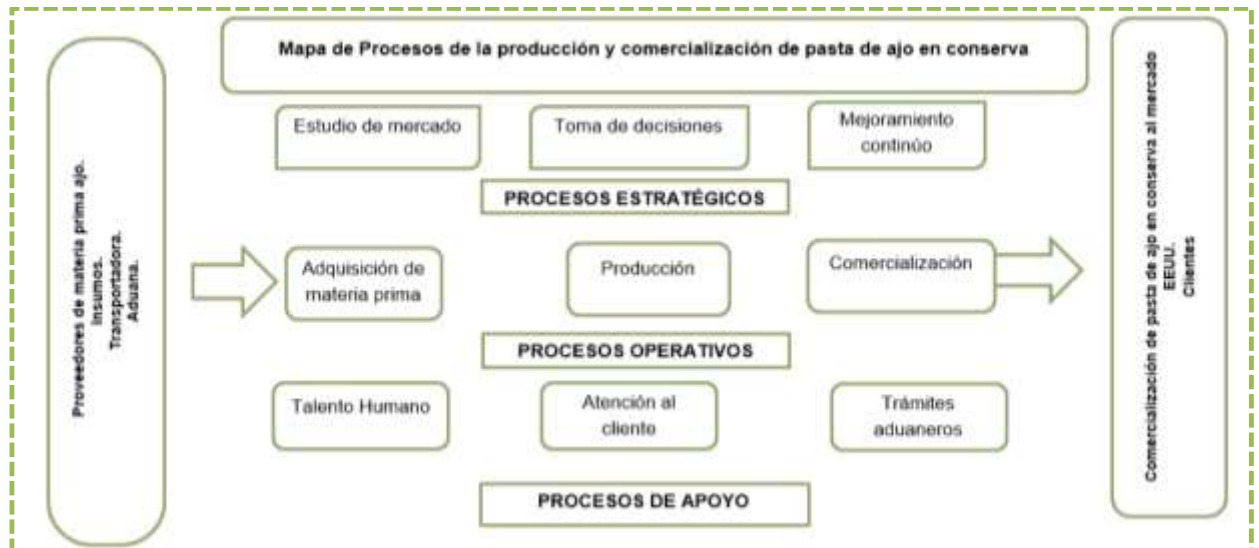 Mapa de Procesos de la producción y comercialización de pasta de ajo en conserva
Proveedores de materia prima ajo.
insumos.
Transportadora.
Aduana.
Estudio de mercado
Toma de decisiones
Mejoramiento
continúo
PROCESOS ESTRATÉGICOS
Adquisición de
materia prima
Producción
Comercialización
PROCESOS OPERATIVOS
Talento Humano
Atención al
cliente
Trámites
aduaneros
PROCESOS DE APOYO
Comercialización de pasta de ajo en conserva al mercado
EEUU.
Clientes